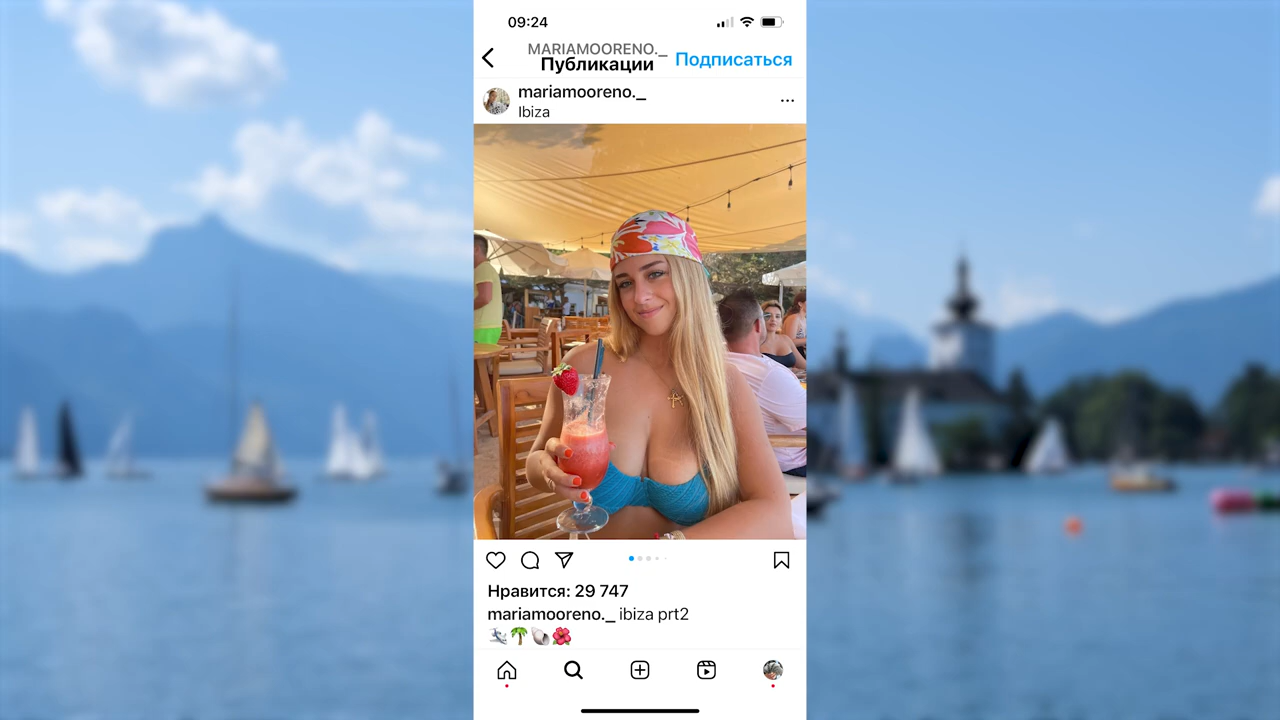 09:24
MARIAMOORENO._
Публикации
Подписаться
mariamooreno._
Ibiza
Нравится: 29 747
mariamooreno._ ibiza prt2